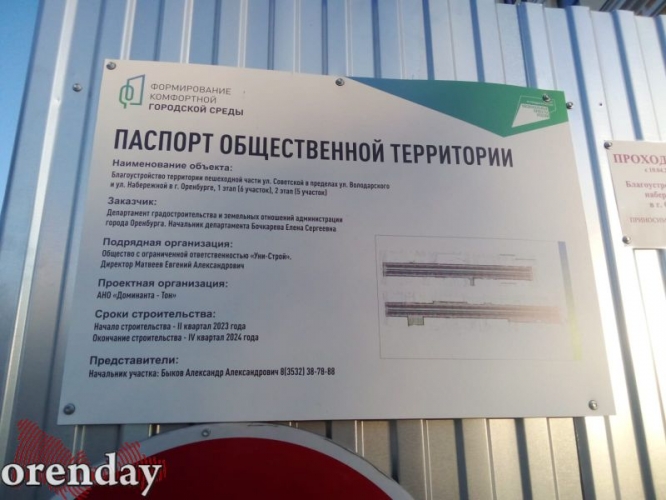 ФОРМИРОВАНИЕ
КОМФОРТНОЙ
ГОРОДСКОЙ СРЕДЫ
ПАСПОРТ ОБЩЕСТВЕННОЙ ТЕРРИТОРИИ
Наименование объекта:
Благоустройство территории пешеходной части ул. Советской в пределах ул. Володарского
и ул. Набережной в г. Оренбурге, 1 этап (6 участок), 2 этап (5 участок)
Заказчик:
Департамент градостроительства и земельных отношений администрации
города Оренбурга. Начальник департамента Бочкарева Елена Сергеевна
Подрядная организация:
Общество с ограниченной ответственностью «Уни-Строй».
Директор Матвеев Евгений Александрович
Проектная организация:
АНО «Доминанта - Тон»
Сроки строительства:
Начало строительства - II квартал 2023 года
Окончание строительства - IV квартал 2024 года
Представители:
Начальник участка: Быков Александр Александрович 8(3532) 38-78-88
ПРОХОД
Благоустро
набере
в г.
orenday